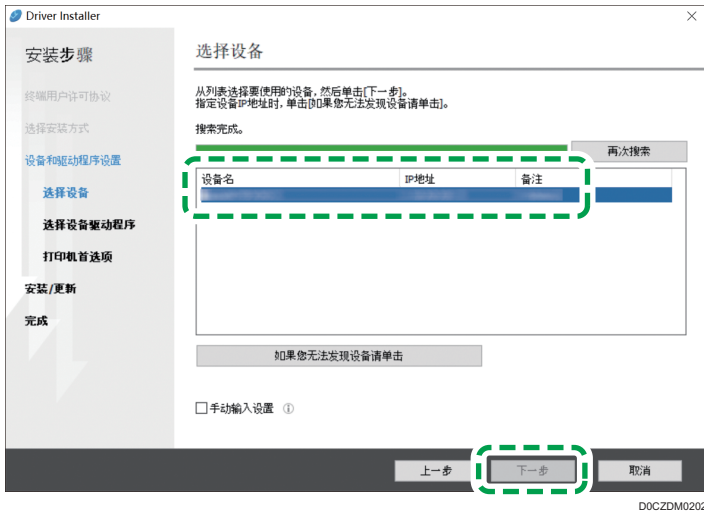 Driver Installer
安装步骤
终端用户许可协议
选择安装方式
设备和驱动程序设置
选择设备
选择设备驱动程序
打印机首选项
安装/更新
完成
选择设备
从列表选择要使用的设备，然后单击[下一步]。
指定设备IP地址时，单击[如果您无法发现设备请单击]。
搜索完成。
再次搜索
设备名 IP地址 备注
如果您无法发现设备请单击
手动输入设置
上一步 下一步 取消
D0CZDM0202